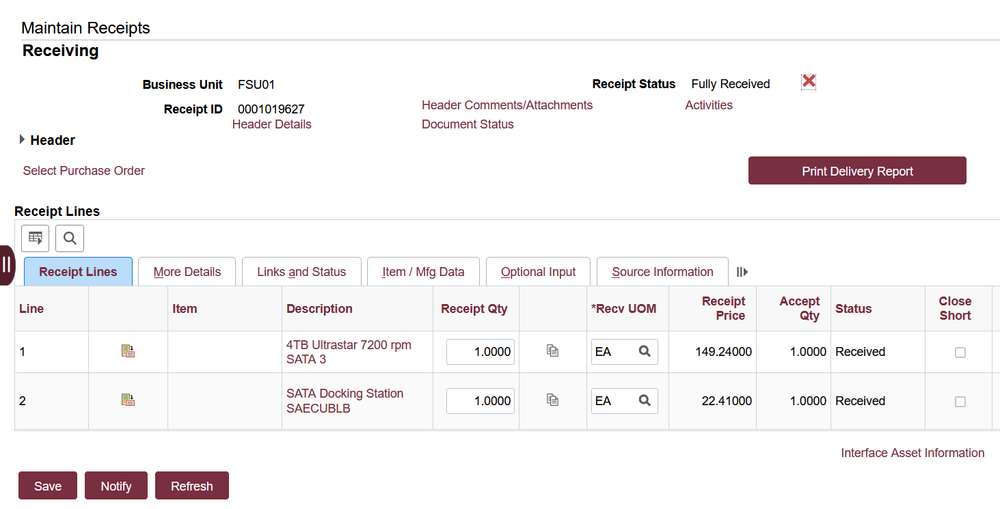 Maintain Receipts
Receiving
Business Unit FSU01 Receipt Status Fully Received
Receipt ID 0001019627 Header Comments/Attachments Activities
Header Details Document Status
Header
Select Purchase Order Print Delivery Report
Receipt Lines
Receipt Lines More Details Links and Status Item / Mfg Data Optional Input Source Information
Line Item Description Receipt Qty *Recv UOM Receipt Price Accept Qty Status Close Short
1 4TB Ultrastar 7200 rpm SATA 3 1.0000 EA 149.24000 1.0000 Received
2 SATA Docking Station SAECUBLB 1.0000 EA 22.41000 1.0000 Received
Interface Asset Information
Save Notify Refresh